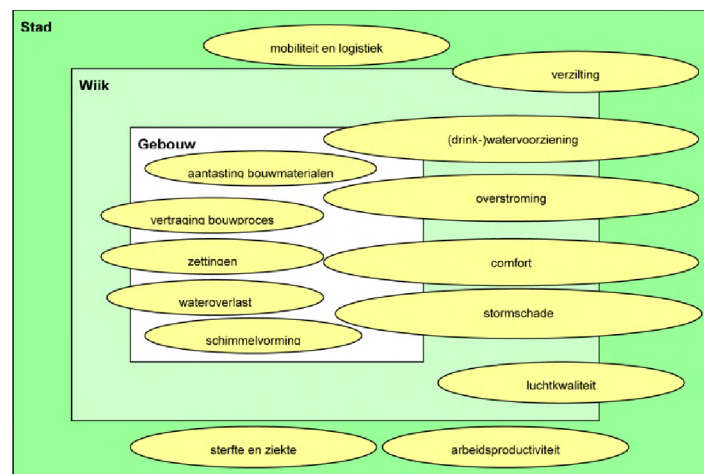 Stad
mobiliteit en logistiek
verzilting
Wijk
(drink-)watervoorziening
Gebouw
aantasting bouwmaterialen
overstroming
vertraging bouwproces
zettingen
comfort
wateroverlast
stormschade
schimmelvorming
luchtkwaliteit
sterfte en ziekte
arbeidsproductiviteit